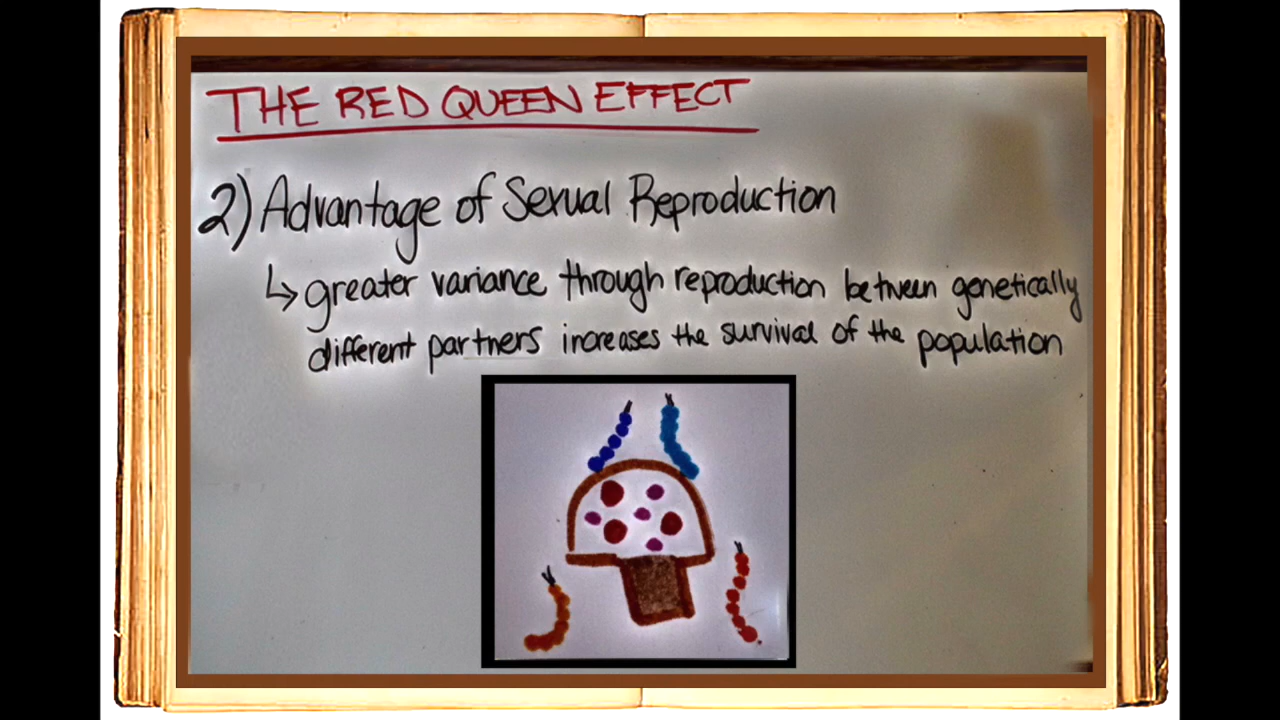 THE RED QUEEN EFFECT
2) Advantage of Sexual Reproduction
↳ greater variance through reproduction between genetically
different partners increases the survival of the population